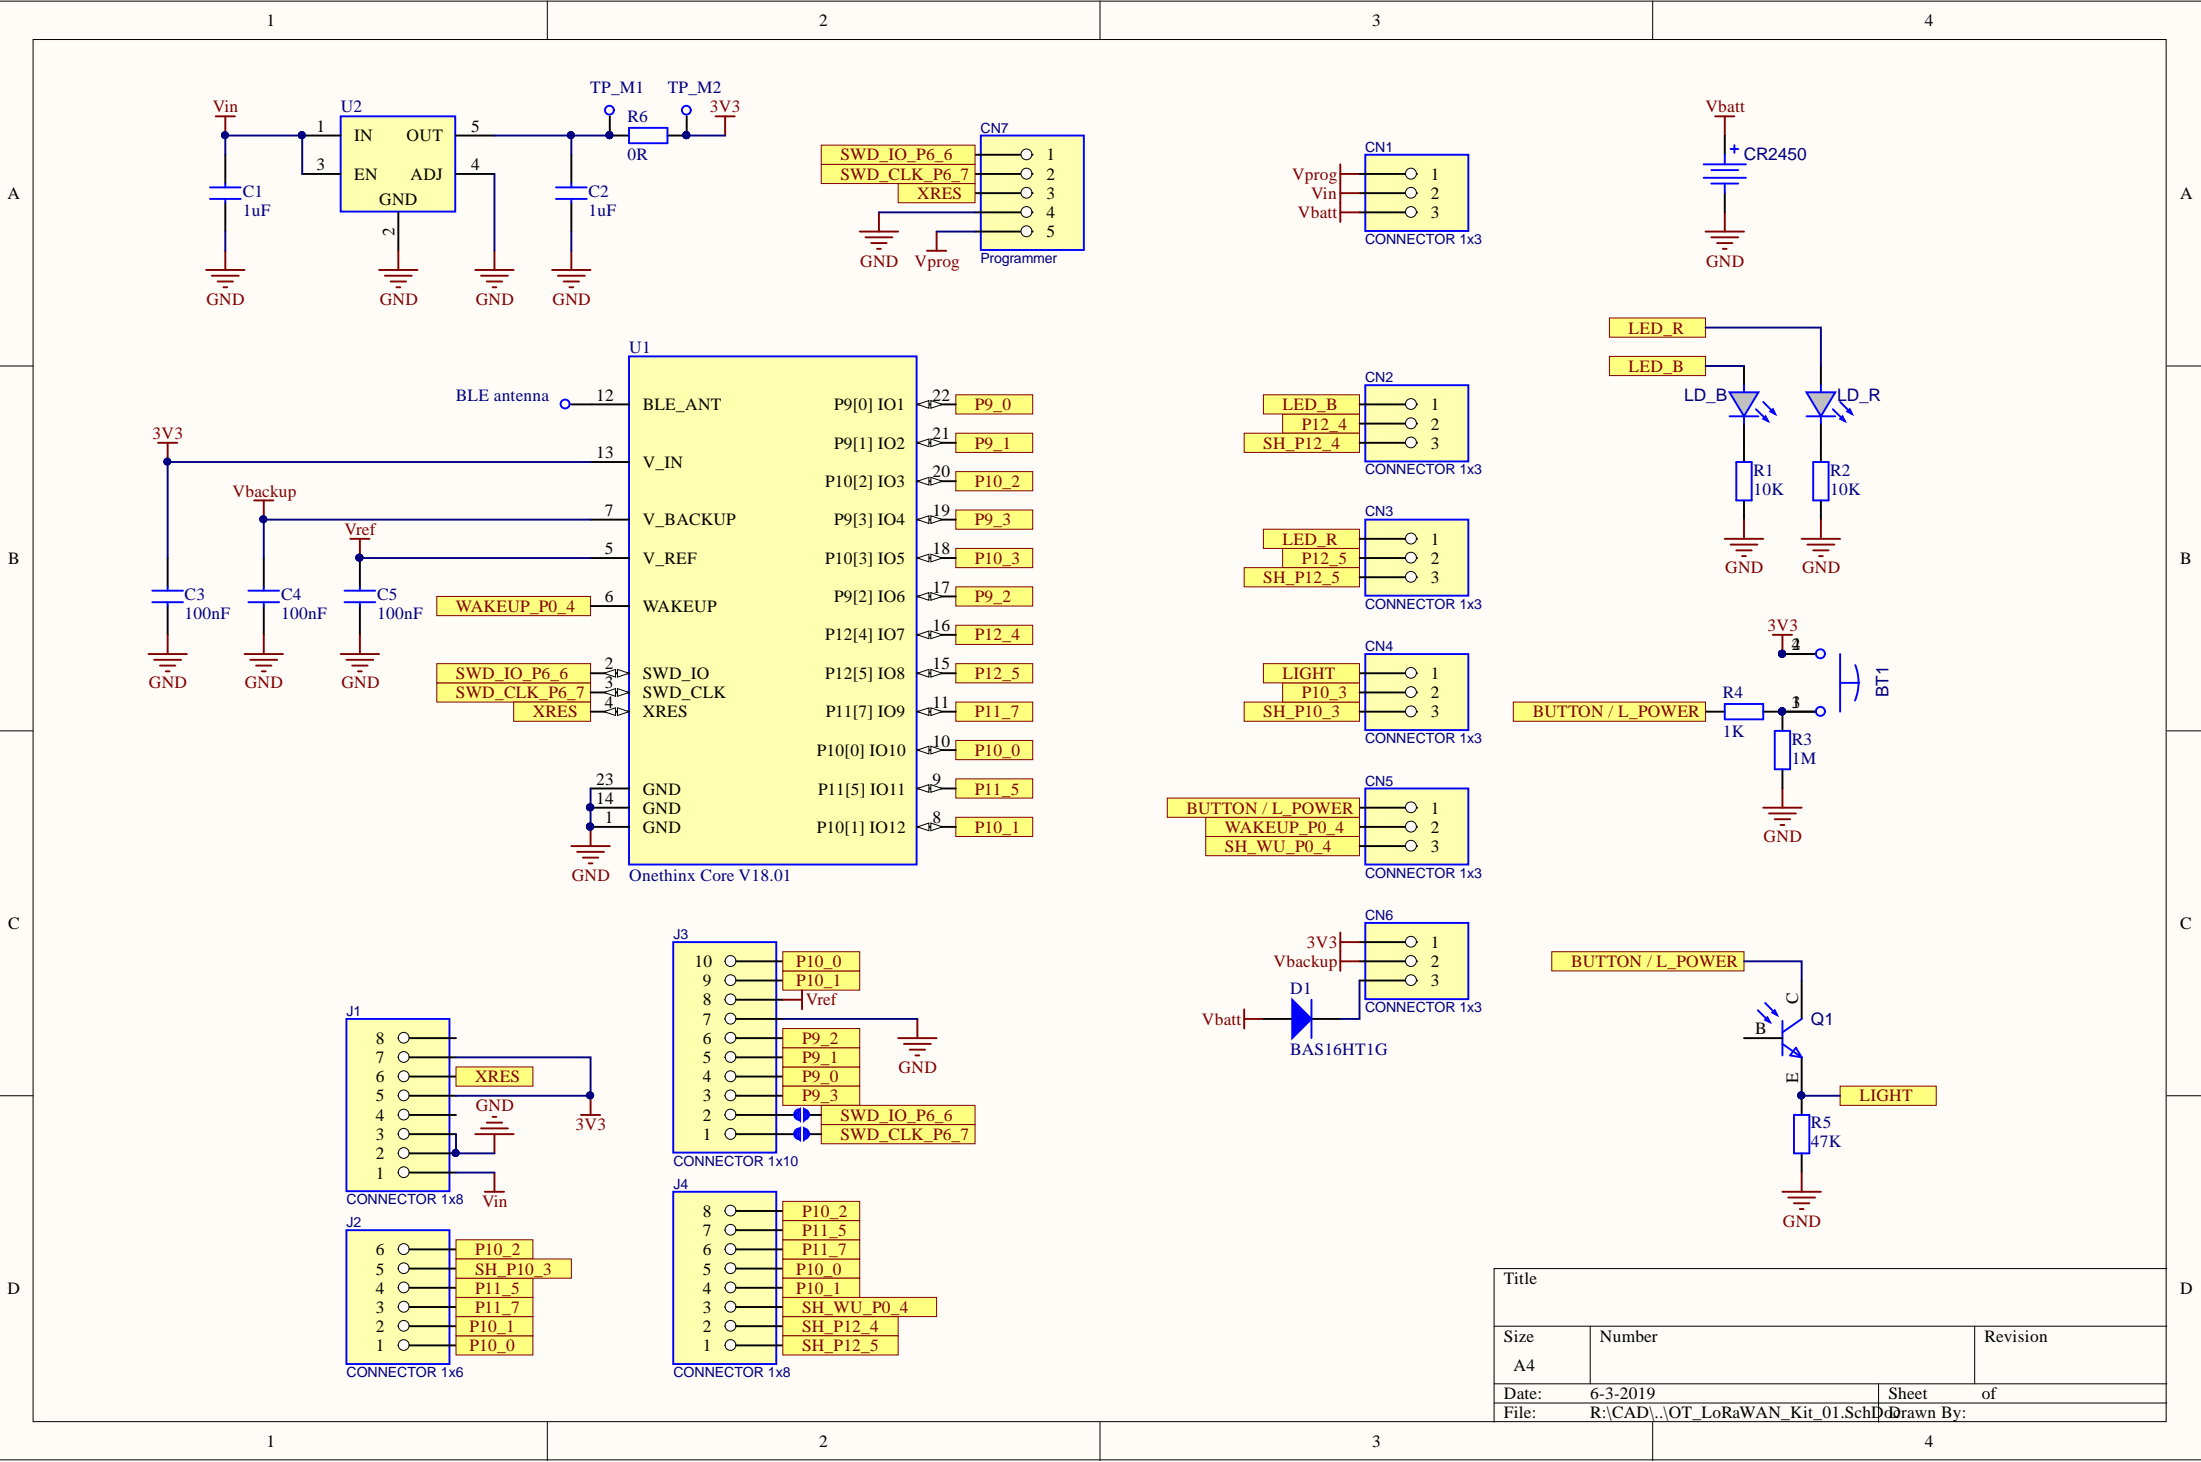 1 2 3 4
A A
B B
C C
D D
Vin
U2
1 IN OUT 5
3 EN ADJ 4
GND
2
C1
1uF
C2
1uF
TP_M1 TP_M2
R6
0R
3V3
GND GND GND GND
CN7
SWD_IO_P6_6 1
SWD_CLK_P6_7 2
XRES 3
4
5
GND
Vprog
Programmer
CN1
Vprog 1
Vin 2
Vbatt 3
CONNECTOR 1x3
Vbatt
+
CR2450
GND
U1
BLE antenna 12 BLE_ANT
3V3
13 V_IN
Vbackup
7 V_BACKUP
Vref
5 V_REF
WAKEUP_P0_4 6 WAKEUP
SWD_IO_P6_6 2 SWD_IO
SWD_CLK_P6_7 3 SWD_CLK
XRES 4 XRES
23 GND
14 GND
1 GND
GND
C3
100nF
C4
100nF
C5
100nF
GND GND GND
P9[0] IO1 22 P9_0
P9[1] IO2 21 P9_1
P10[2] IO3 20 P10_2
P9[3] IO4 19 P9_3
P10[3] IO5 18 P10_3
P9[2] IO6 17 P9_2
P12[4] IO7 16 P12_4
P12[5] IO8 15 P12_5
P11[7] IO9 11 P11_7
P10[0] IO10 10 P10_0
P11[5] IO11 9 P11_5
P10[1] IO12 8 P10_1
Onethinx Core V18.01
CN2
LED_B 1
P12_4 2
SH_P12_4 3
CONNECTOR 1x3
CN3
LED_R 1
P12_5 2
SH_P12_5 3
CONNECTOR 1x3
CN4
LIGHT 1
P10_3 2
SH_P10_3 3
CONNECTOR 1x3
CN5
BUTTON / L_POWER 1
WAKEUP_P0_4 2
SH_WU_P0_4 3
CONNECTOR 1x3
CN6
3V3 1
Vbackup 2
3
CONNECTOR 1x3
D1
Vbatt
BAS16HT1G
LED_R
LED_B
LD_B LD_R
R1
10K
R2
10K
GND GND
3V3
BT1
BUTTON / L_POWER
R4
1K
R3
1M
GND
BUTTON / L_POWER
C
B
E
Q1
LIGHT
R5
47K
GND
J1
8
7
6 XRES
5
4
3
2
1
GND
3V3
Vin
CONNECTOR 1x8
J2
6 P10_2
5 SH_P10_3
4 P11_5
3 P11_7
2 P10_1
1 P10_0
CONNECTOR 1x6
J3
10 P10_0
9 P10_1
8 Vref
7
6 P9_2
5 P9_1
4 P9_0
3 P9_3
2 SWD_IO_P6_6
1 SWD_CLK_P6_7
GND
CONNECTOR 1x10
J4
8 P10_2
7 P11_5
6 P11_7
5 P10_0
4 P10_1
3 SH_WU_P0_4
2 SH_P12_4
1 SH_P12_5
CONNECTOR 1x8
Title
Size Number Revision
A4
Date: 6-3-2019 Sheet of
File: R:\CAD\..\OT_LoRaWAN_Kit_01.SchDoc Drawn By:
1 2 3 4